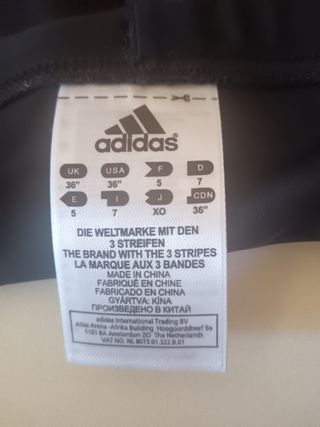 adidas
UK USA F D
36" 36" 5 7
E I J CDN
5 7 XO 36"
DIE WELTMARKE MIT DEN
3 STREIFEN
THE BRAND WITH THE 3 STRIPES
LA MARQUE AUX 3 BANDES
MADE IN CHINA
FABRIQUÉ EN CHINE
FABRICADO EN CHINA
GYÁRTVA: KÍNA
ПРОИЗВЕДЕНО В КИТАЙ
adidas International Trading BV
Atlas Arena -Afrika Building Hoogoorddreef 9a
1101 BA Amsterdam ZO The Netherlands
VAT NO. NL 8073.61.322.B.01